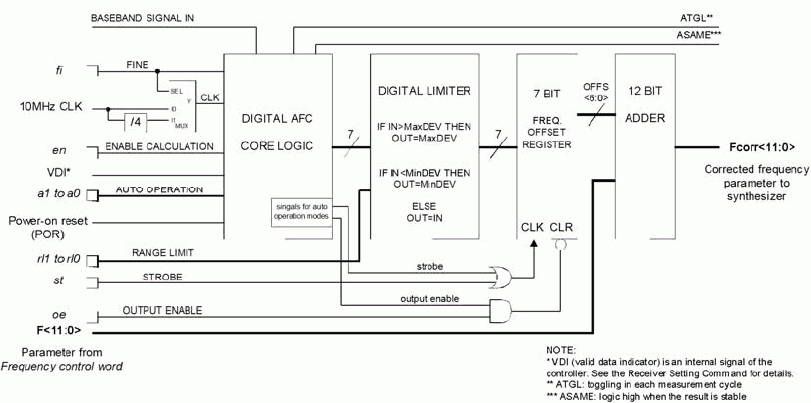 BASEBAND SIGNAL IN
ATGL**
ASAME***
fi
FINE
SEL
Y
I0
I1
MUX
CLK
10MHz CLK
/4
en
ENABLE CALCULATION
VDI*
a1 to a0
AUTO OPERATION
Power-on reset
(POR)
rl1 to rl0
RANGE LIMIT
st
STROBE
oe
OUTPUT ENABLE
F<11:0>
Parameter from
Frequency control word
DIGITAL AFC
CORE LOGIC
singals for auto
operation modes
7
DIGITAL LIMITER
IF IN>MaxDEV THEN
OUT=MaxDEV
IF IN<MinDEV THEN
OUT=MinDEV
ELSE
OUT=IN
7
7 BIT
FREQ.
OFFSET
REGISTER
CLK CLR
strobe
output enable
OFFS
<6:0>
12 BIT
ADDER
Fcorr<11:0>
Corrected frequency
parameter to
synthesizer
NOTE:
* VDI (valid data indicator) is an internal signal of the
controller. See the Receiver Setting Command for details.
** ATGL: toggling in each measurement cycle
*** ASAME: logic high when the result is stable